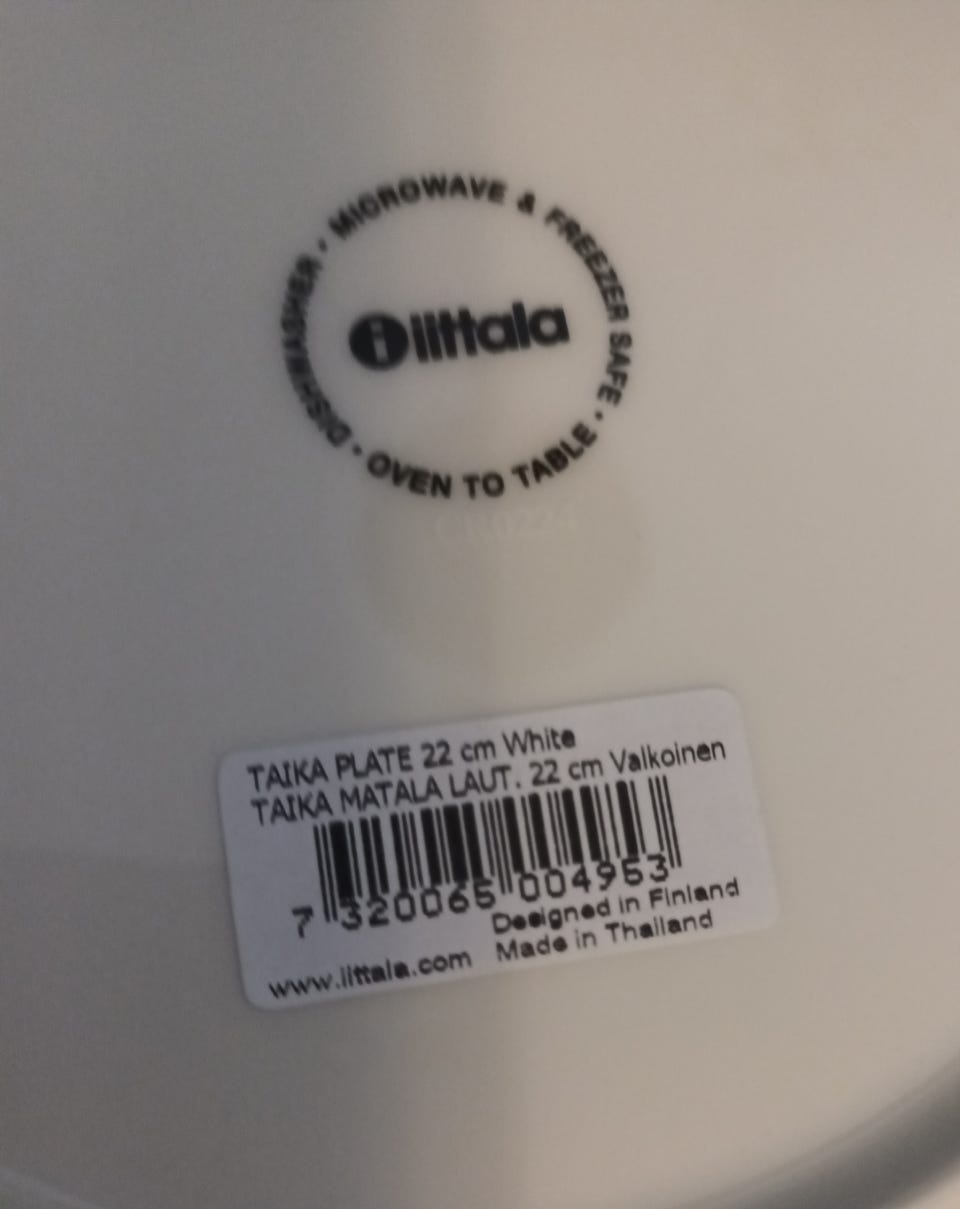 DISHWASHER · MICROWAVE & FREEZER SAFE · OVEN TO TABLE ·
iittala
TAIKA PLATE 22 cm White
TAIKA MATALA LAUT. 22 cm Valkoinen
7 320065 004953
Designed in Finland
www.iittala.com Made in Thailand